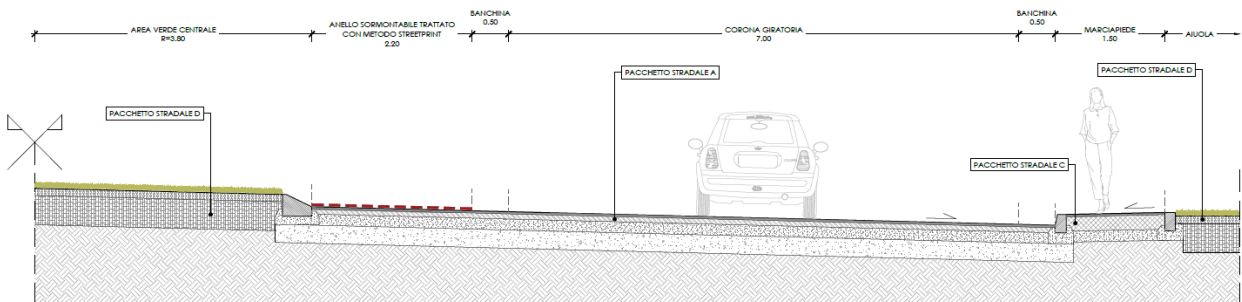 AREA VERDE CENTRALE
R=3.80
ANELLO SORMONTABILE TRATTATO
CON METODO STREETPRINT
2.20
BANCHINA
0.50
CORONA GIRATORIA
7.00
BANCHINA
0.50
MARCIAPIEDE
1.50
AIUOLA
PACCHETTO STRADALE D
PACCHETTO STRADALE A
PACCHETTO STRADALE C
PACCHETTO STRADALE D